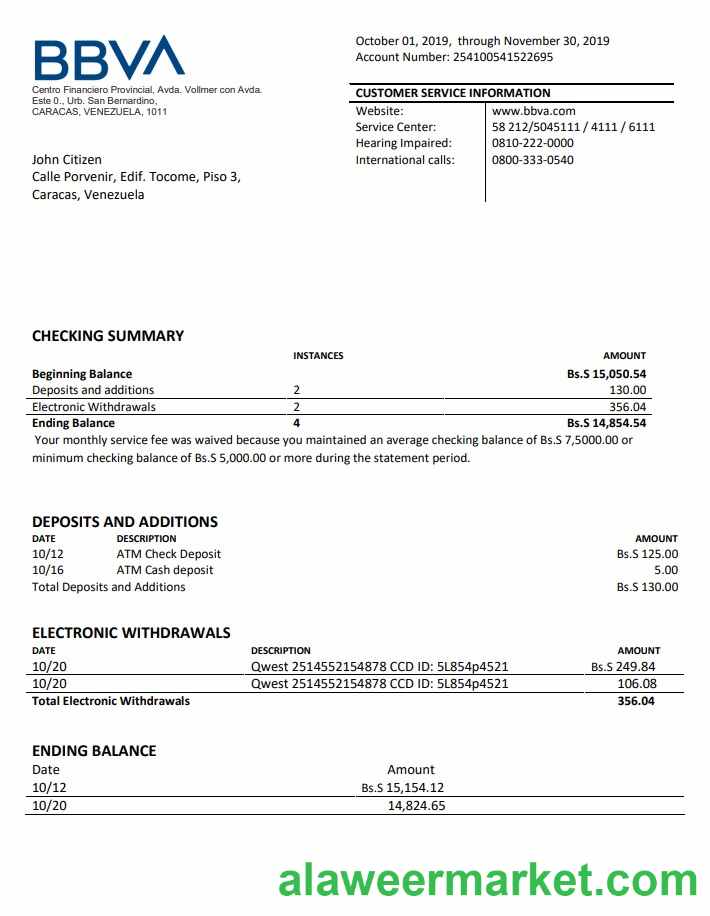 BBVA
Centro Financiero Provincial, Avda. Vollmer con Avda.
Este 0., Urb. San Bernardino,
CARACAS, VENEZUELA, 1011
October 01, 2019, through November 30, 2019
Account Number: 254100541522695
CUSTOMER SERVICE INFORMATION
Website: www.bbva.com
Service Center: 58 212/5045111 / 4111 / 6111
Hearing Impaired: 0810-222-0000
International calls: 0800-333-0540
John Citizen
Calle Porvenir, Edif. Tocome, Piso 3,
Caracas, Venezuela
CHECKING SUMMARY
INSTANCES AMOUNT
Beginning Balance Bs.S 15,050.54
Deposits and additions 2 130.00
Electronic Withdrawals 2 356.04
Ending Balance 4 Bs.S 14,854.54
Your monthly service fee was waived because you maintained an average checking balance of Bs.S 7,5000.00 or
minimum checking balance of Bs.S 5,000.00 or more during the statement period.
DEPOSITS AND ADDITIONS
DATE DESCRIPTION AMOUNT
10/12 ATM Check Deposit Bs.S 125.00
10/16 ATM Cash deposit 5.00
Total Deposits and Additions Bs.S 130.00
ELECTRONIC WITHDRAWALS
DATE DESCRIPTION AMOUNT
10/20 Qwest 2514552154878 CCD ID: 5L854p4521 Bs.S 249.84
10/20 Qwest 2514552154878 CCD ID: 5L854p4521 106.08
Total Electronic Withdrawals 356.04
ENDING BALANCE
Date Amount
10/12 Bs.S 15,154.12
10/20 14,824.65
alaweermarket.com